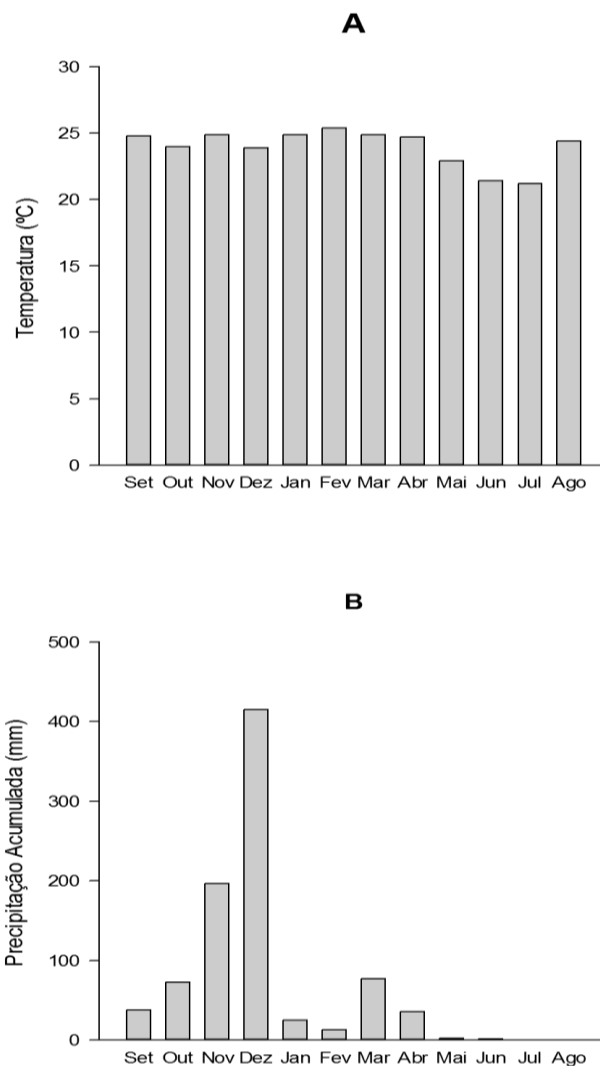 A
30
25
20
15
10
5
0
Temperatura (ºC)
Set Out Nov Dez Jan Fev Mar Abr Mai Jun Jul Ago
B
500
400
300
200
100
0
Precipitação Acumulada (mm)
Set Out Nov Dez Jan Fev Mar Abr Mai Jun Jul Ago